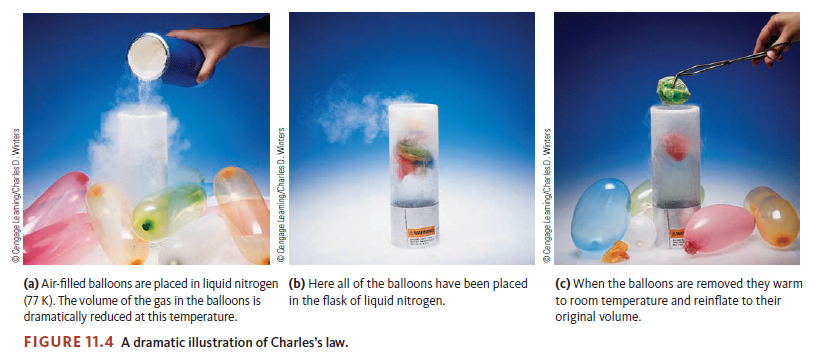 © Cengage Learning/Charles D. Winters
© Cengage Learning/Charles D. Winters
WARNING
© Cengage Learning/Charles D. Winters
(a) Air-filled balloons are placed in liquid nitrogen
(77 K). The volume of the gas in the balloons is
dramatically reduced at this temperature.
(b) Here all of the balloons have been placed
in the flask of liquid nitrogen.
(c) When the balloons are removed they warm
to room temperature and reinflate to their
original volume.
FIGURE 11.4 A dramatic illustration of Charles's law.